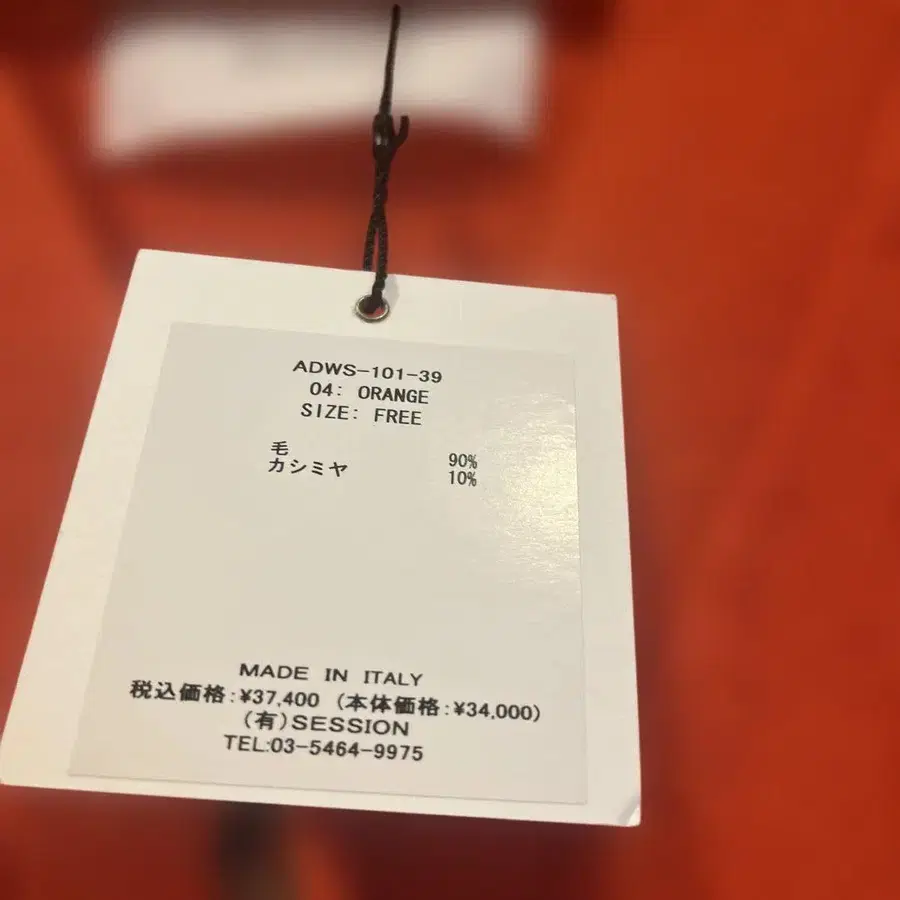 ADWS-101-39
04: ORANGE
SIZE: FREE
毛 90%
カシミヤ 10%
MADE IN ITALY
税込価格:¥37,400 (本体価格:¥34,000)
(有)SESSION
TEL:03-5464-9975